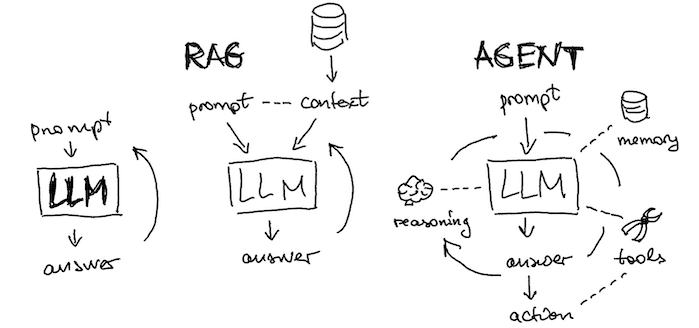 prompt
LLM
answer
RAG
prompt --- context
LLM
answer
AGENT
prompt
memory
LLM
reasoning
tools
answer
action